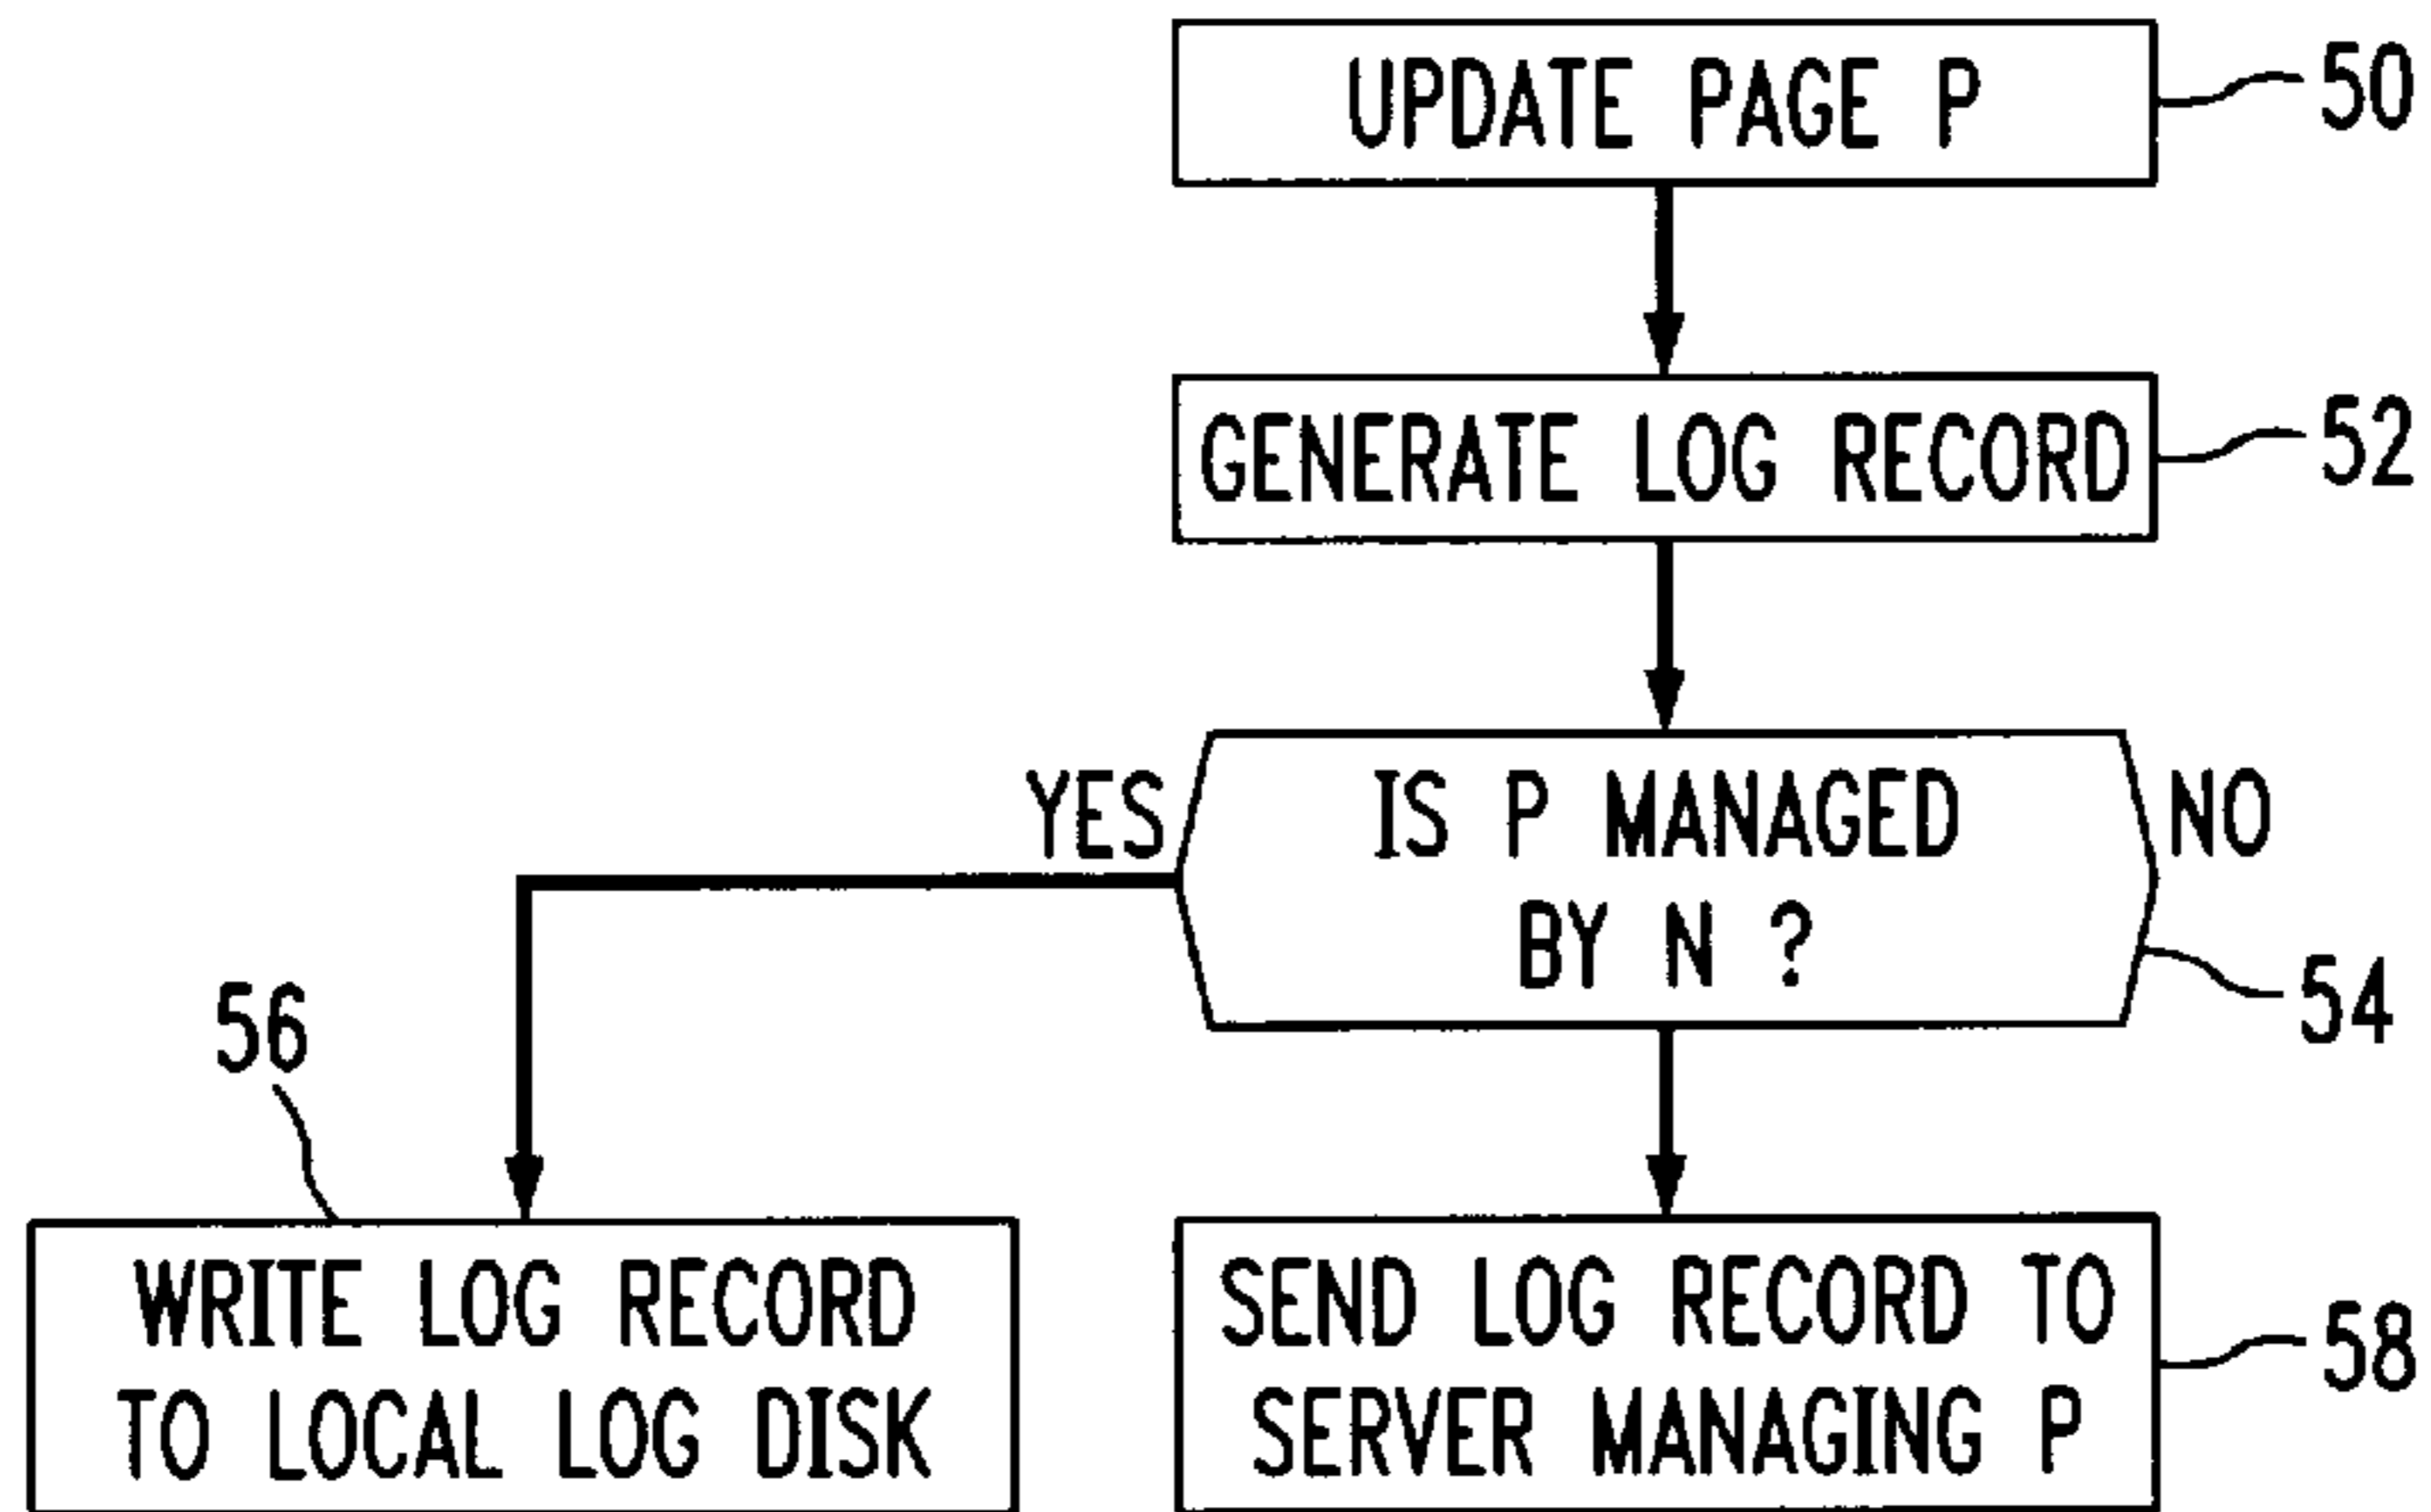 UPDATE PAGE P
50
GENERATE LOG RECORD
52
YES
IS P MANAGED
BY N ?
NO
54
56
WRITE LOG RECORD
TO LOCAL LOG DISK
SEND LOG RECORD TO
SERVER MANAGING P
58